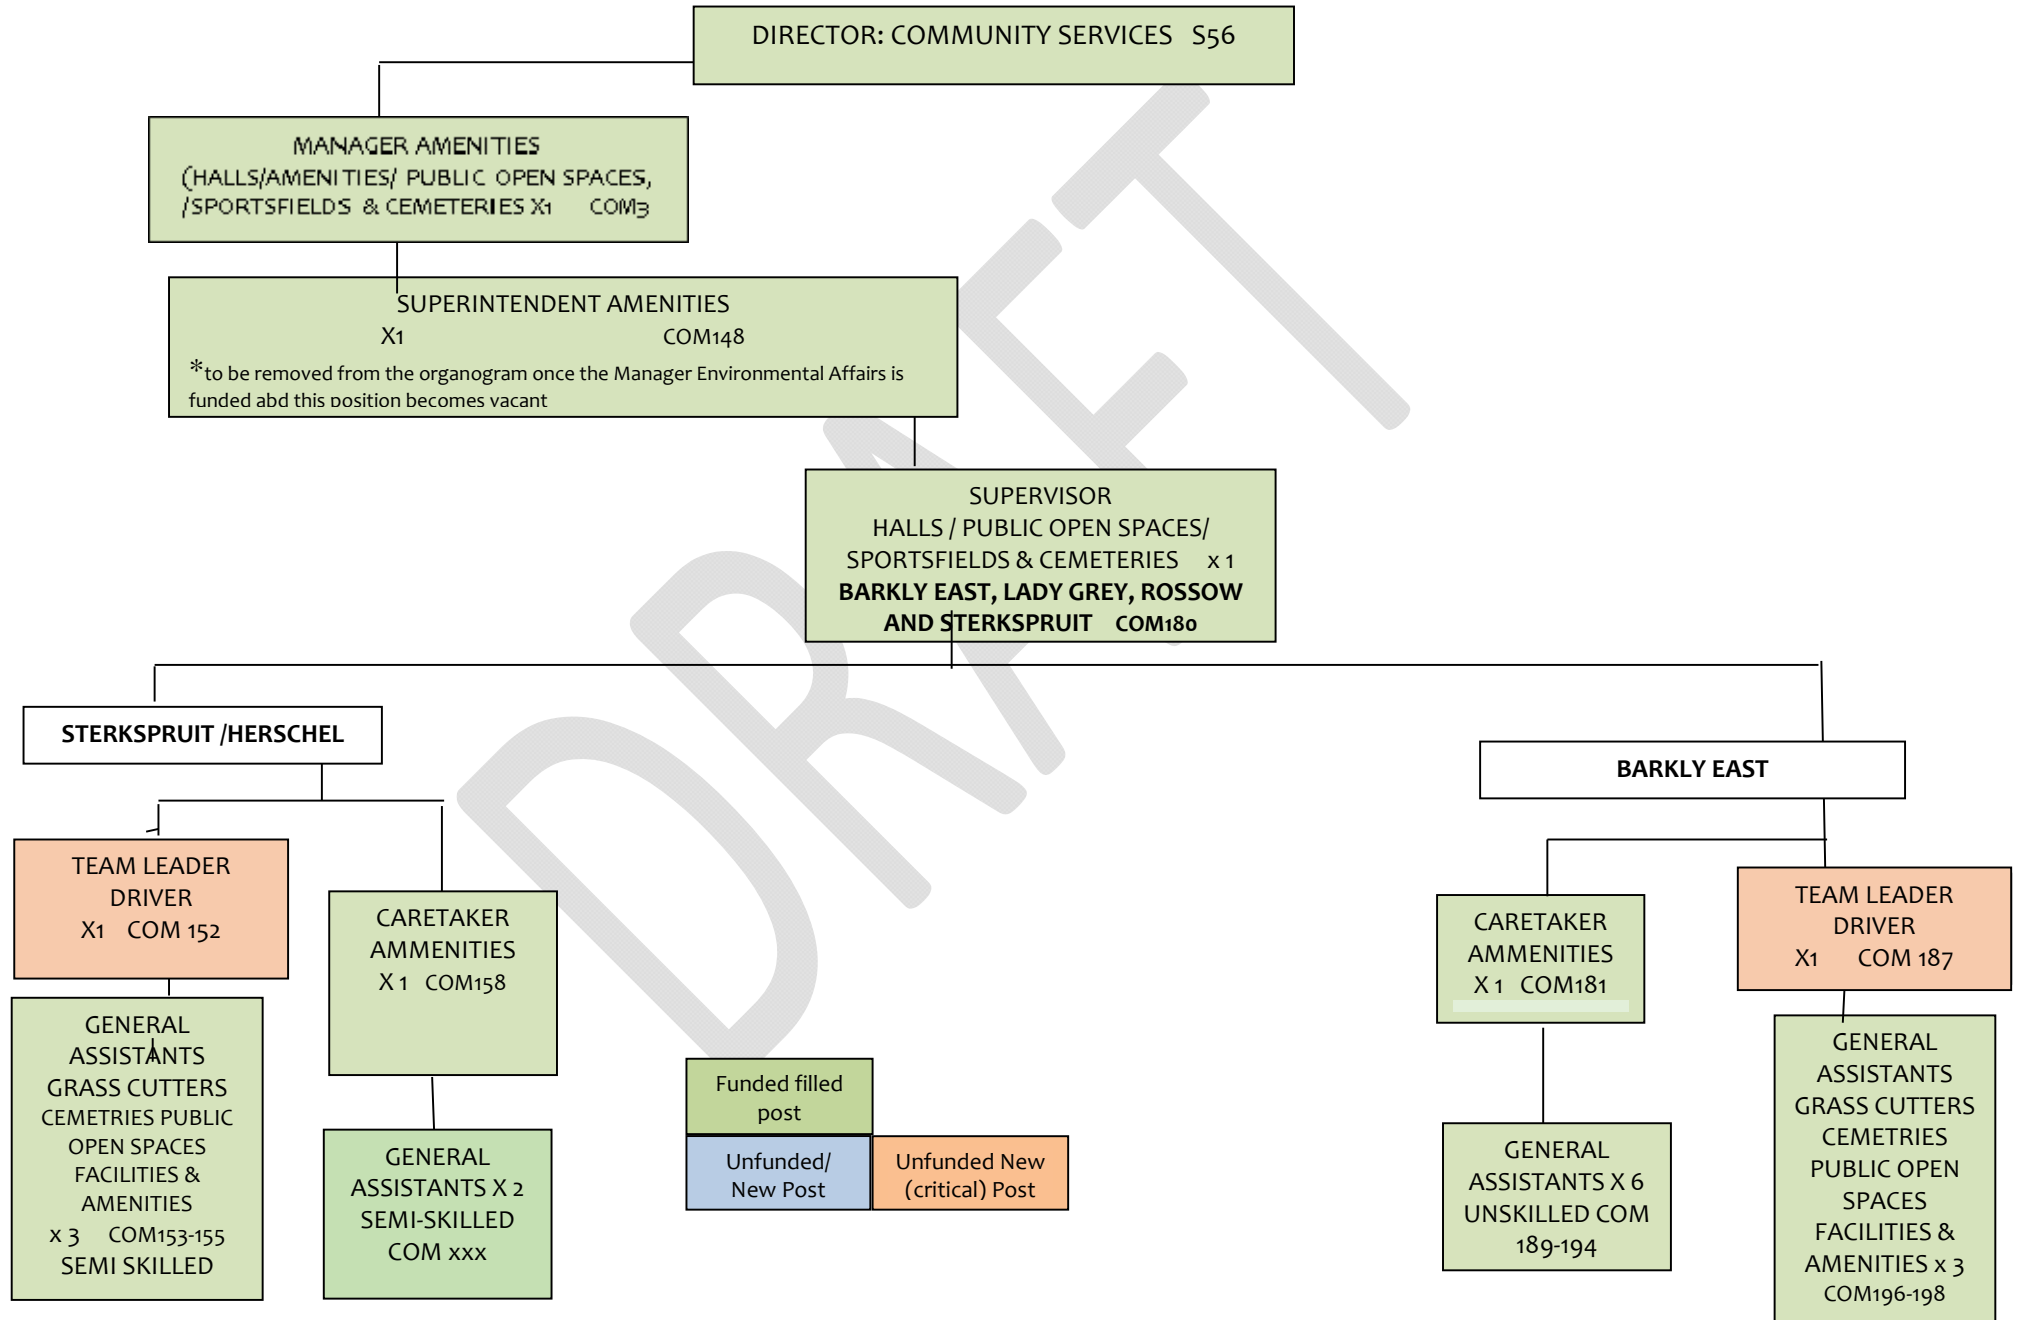 DIRECTOR: COMMUNITY SERVICES S56
MANAGER AMENITIES
(HALLS/AMENITIES/ PUBLIC OPEN SPACES,
/SPORTSFIELDS & CEMETERIES X1 COM3
SUPERINTENDENT AMENITIES
X1 COM148
*to be removed from the organogram once the Manager Environmental Affairs is
funded abd this position becomes vacant
SUPERVISOR
HALLS / PUBLIC OPEN SPACES/
SPORTSFIELDS & CEMETERIES x 1
BARKLY EAST, LADY GREY, ROSSOW
AND STERKSPRUIT COM180
STERKSPRUIT /HERSCHEL
TEAM LEADER
DRIVER
X1 COM 152
GENERAL
ASSISTANTS
GRASS CUTTERS
CEMETRIES PUBLIC
OPEN SPACES
FACILITIES &
AMENITIES
x 3 COM153-155
SEMI SKILLED
CARETAKER
AMMENITIES
X 1 COM158
GENERAL
ASSISTANTS X 2
SEMI-SKILLED
COM xxx
Funded filled
post
Unfunded/
New Post
Unfunded New
(critical) Post
BARKLY EAST
CARETAKER
AMMENITIES
X 1 COM181
GENERAL
ASSISTANTS X 6
UNSKILLED COM
189-194
TEAM LEADER
DRIVER
X1 COM 187
GENERAL
ASSISTANTS
GRASS CUTTERS
CEMETRIES
PUBLIC OPEN
SPACES
FACILITIES &
AMENITIES x 3
COM196-198
DRAFT